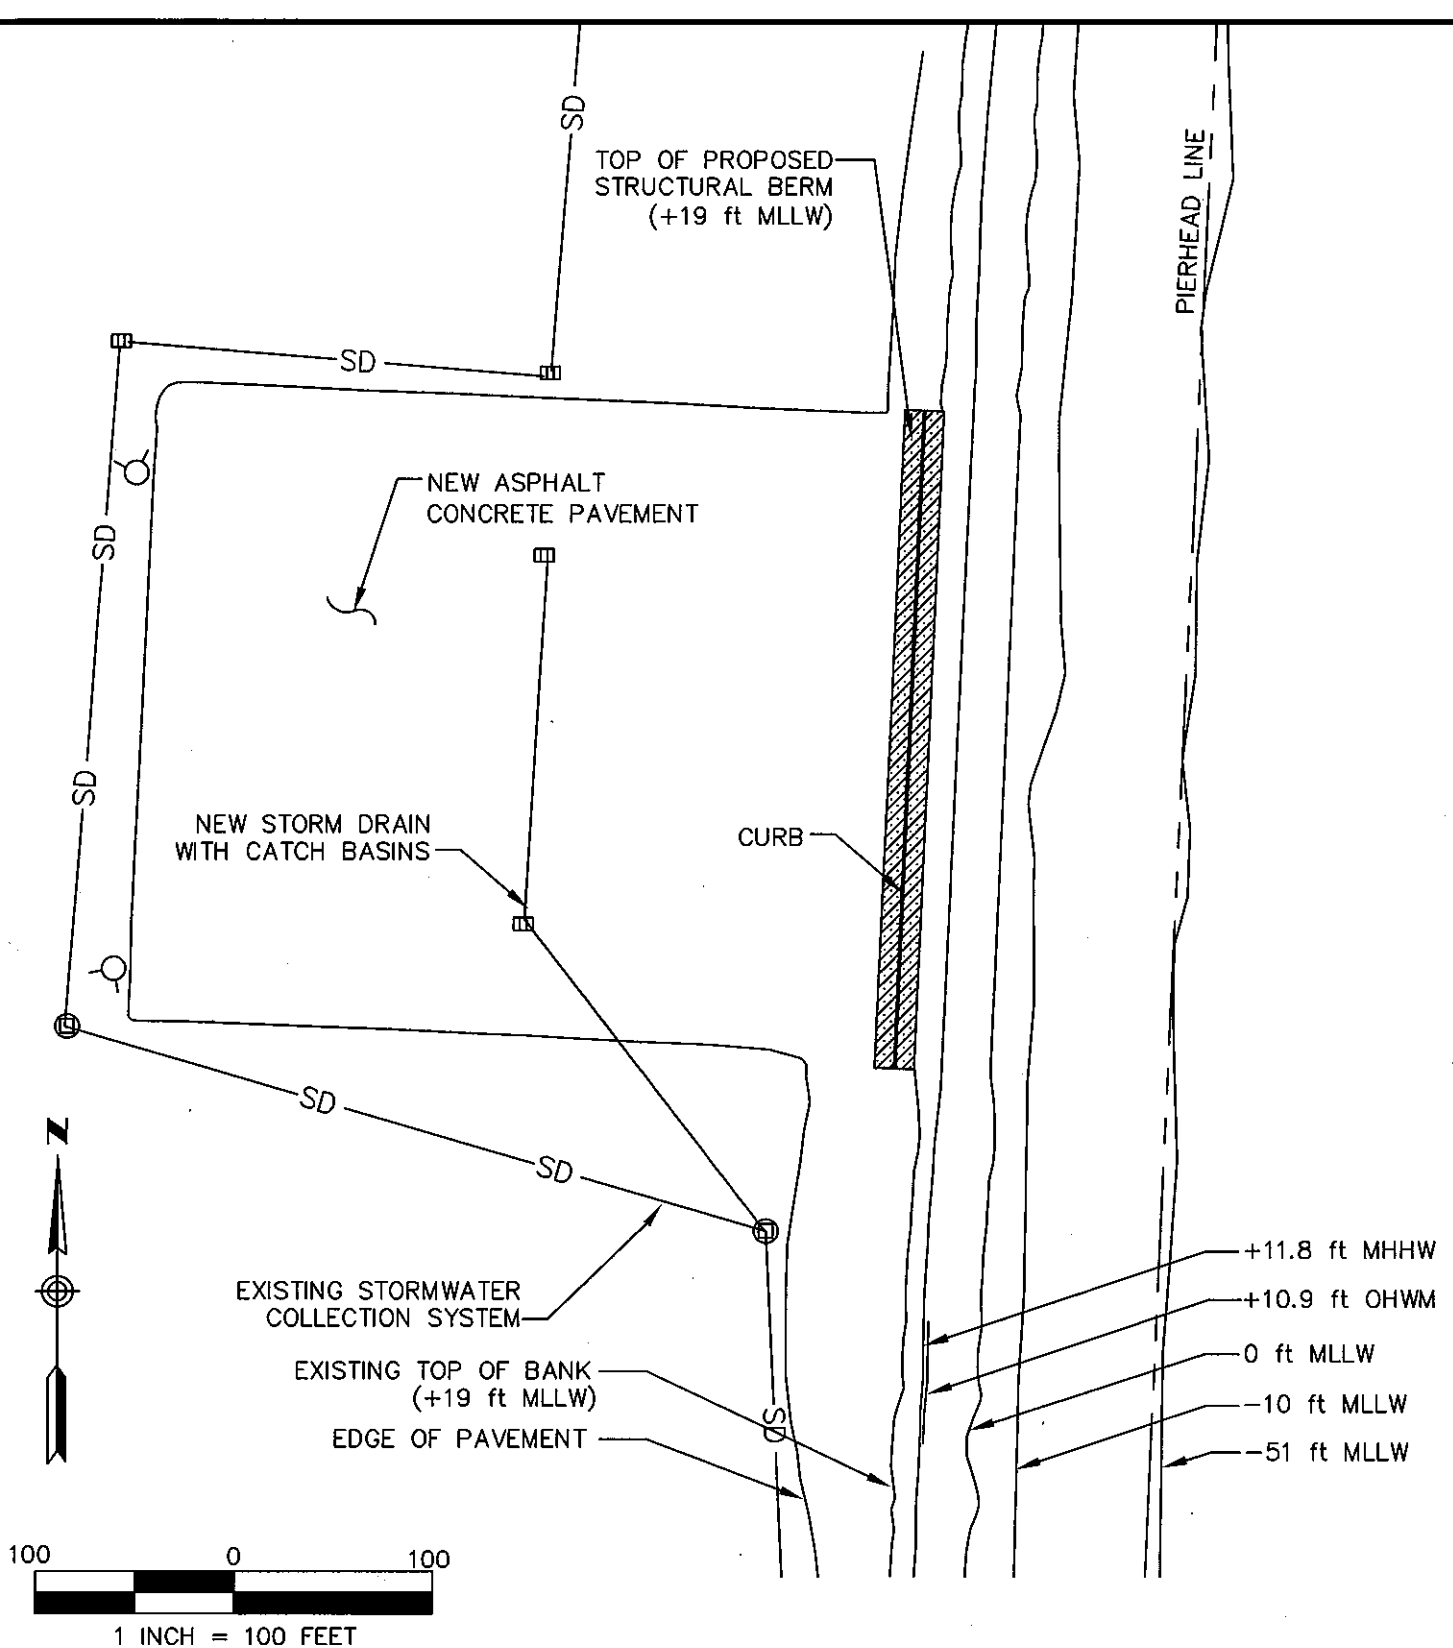 SD
TOP OF PROPOSED
STRUCTURAL BERM
(+19 ft MLLW)
PIERHEAD LINE
SD
NEW ASPHALT
CONCRETE PAVEMENT
SD
SD
NEW STORM DRAIN
WITH CATCH BASINS
CURB
SD
SD
N
EXISTING STORMWATER
COLLECTION SYSTEM
EXISTING TOP OF BANK
(+19 ft MLLW)
EDGE OF PAVEMENT
SD
+11.8 ft MHHW
+10.9 ft OHWM
0 ft MLLW
-10 ft MLLW
-51 ft MLLW
100 0 100
1 INCH = 100 FEET